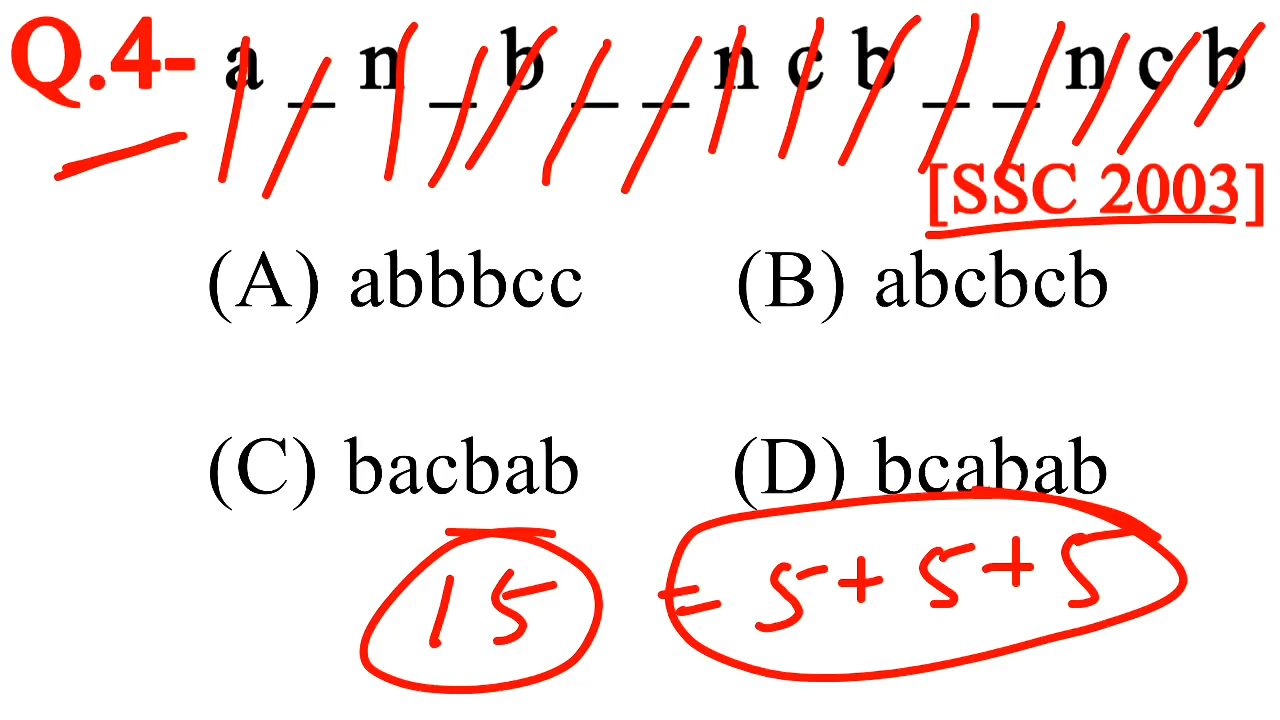 Q.4- a _ n _ b _ _ n c b _ _ n c b
[SSC 2003]
(A) abbbcc (B) abcbcb
(C) bacbab (D) bcabab
15 = 5+5+5